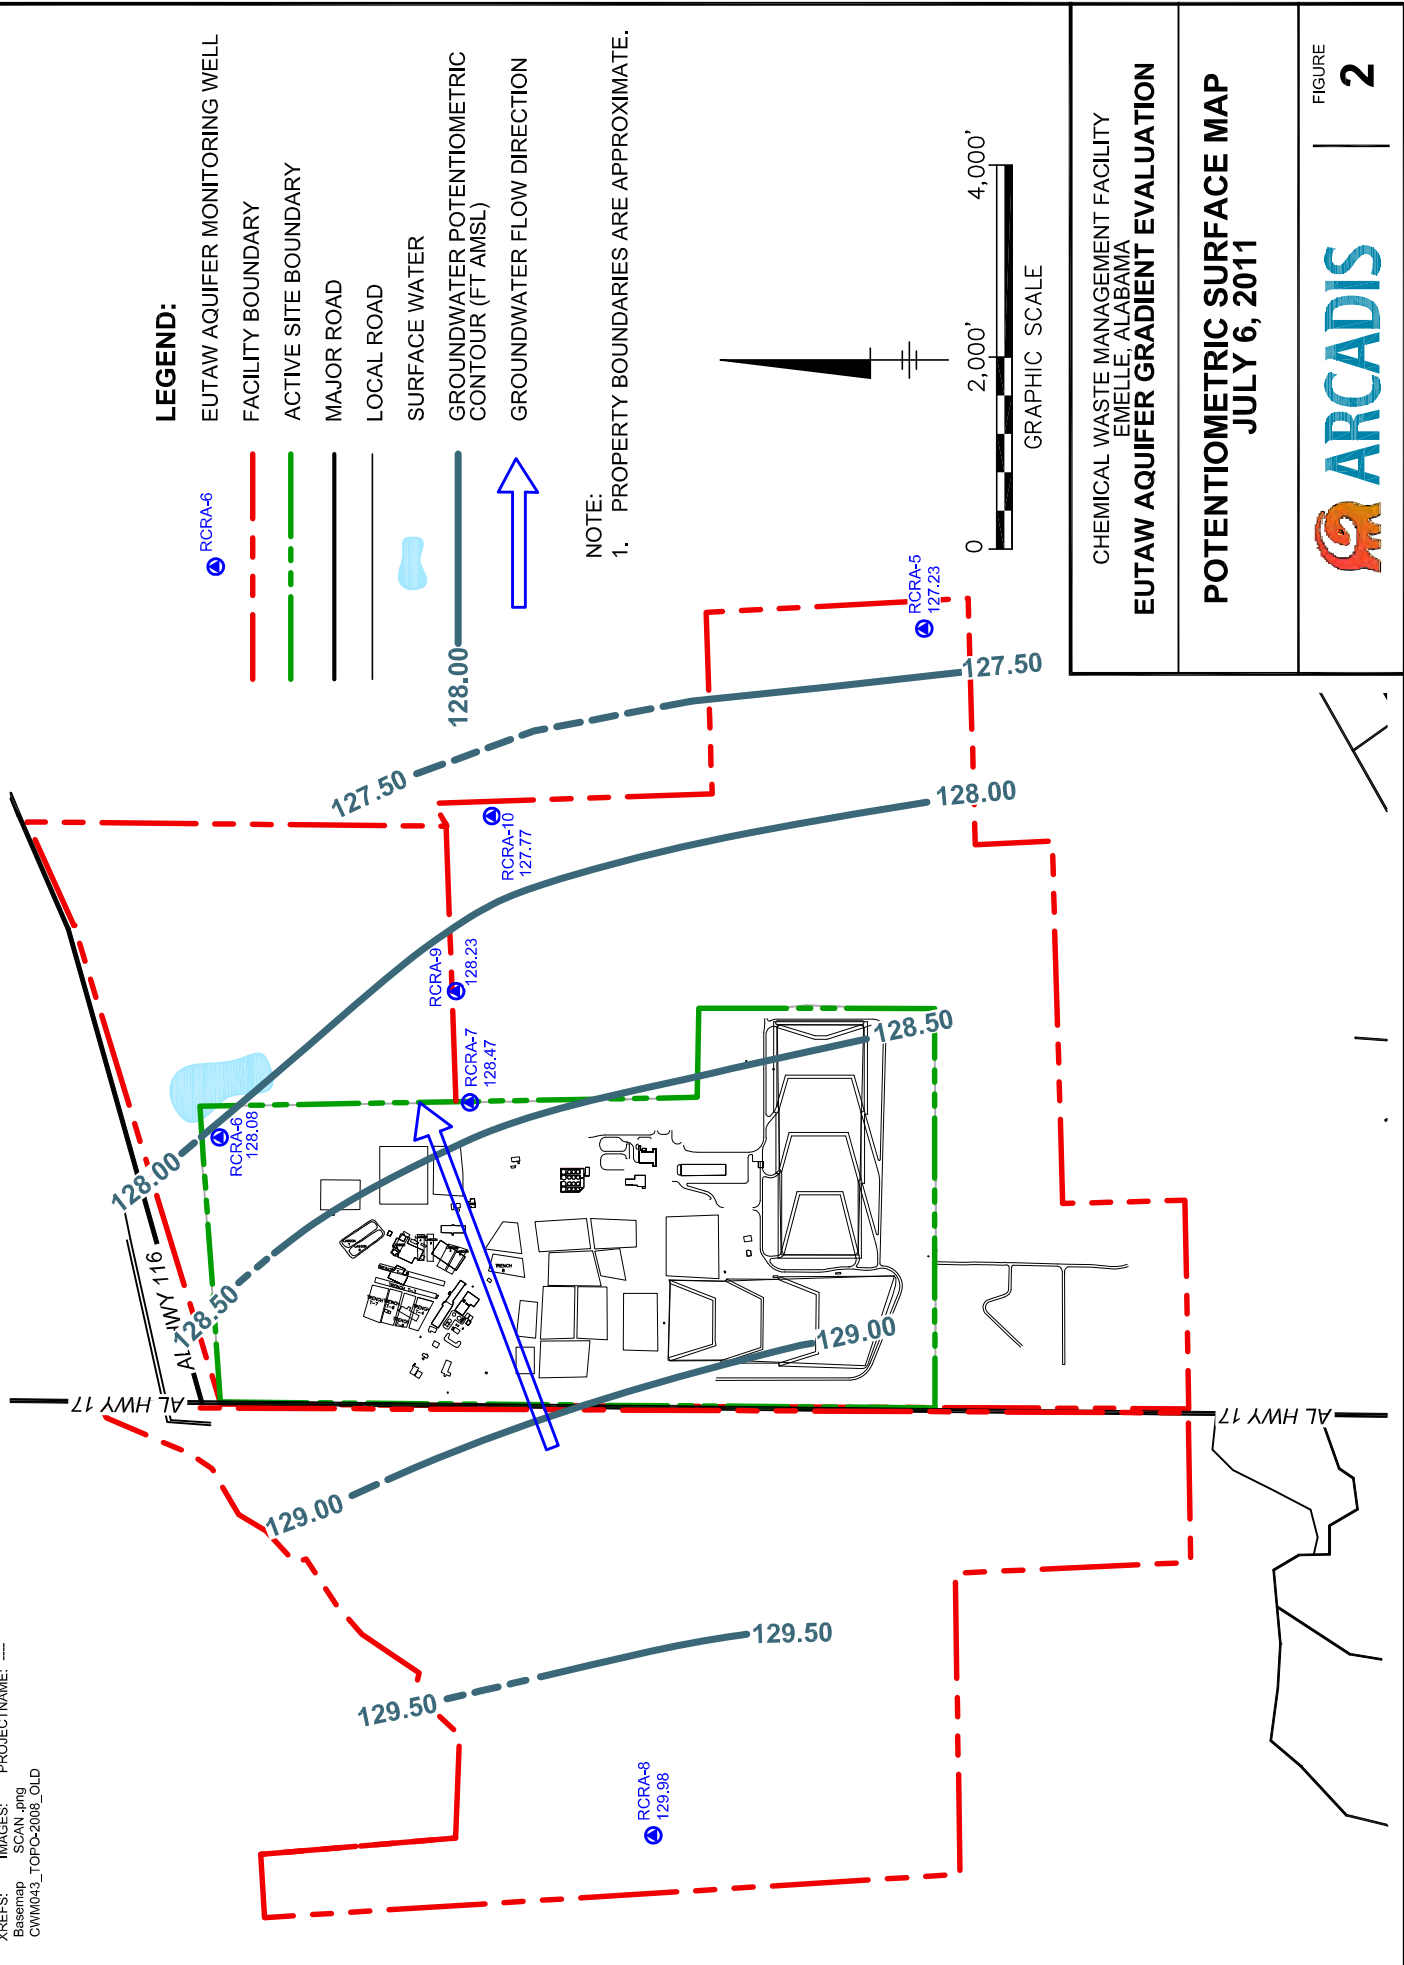 XREFS: IMAGES: PROJECTNAME: ----
Basemap SCAN .png
CWM043_TOPO-2008_OLD
LEGEND:
RCRA-6 EUTAW AQUIFER MONITORING WELL
FACILITY BOUNDARY
ACTIVE SITE BOUNDARY
MAJOR ROAD
LOCAL ROAD
SURFACE WATER
128.00 GROUNDWATER POTENTIOMETRIC
CONTOUR (FT AMSL)
GROUNDWATER FLOW DIRECTION
NOTE:
1. PROPERTY BOUNDARIES ARE APPROXIMATE.
0 2,000' 4,000'
GRAPHIC SCALE
AL HWY 17
AL HWY 116
AL HWY 17
128.00
128.50
129.00
129.50
127.50
RCRA-6
128.08
RCRA-7
128.47
RCRA-9
128.23
RCRA-10
127.77
RCRA-8
129.98
RCRA-5
127.23
TRENCH
129.50
129.00
128.50
128.00
127.50
CHEMICAL WASTE MANAGEMENT FACILITY
EMELLE, ALABAMA
EUTAW AQUIFER GRADIENT EVALUATION
POTENTIOMETRIC SURFACE MAP
JULY 6, 2011
ARCADIS
FIGURE
2